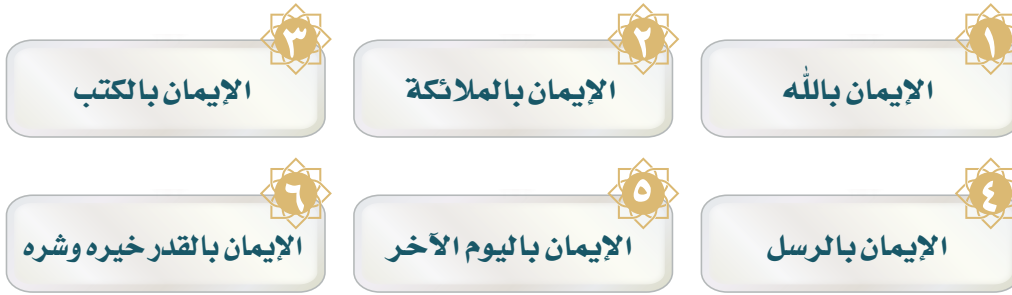 ١
الإيمان بالله
٢
الإيمان بالملائكة
٣
الإيمان بالكتب
٤
الإيمان بالرسل
٥
الإيمان باليوم الآخر
٦
الإيمان بالقدر خيره وشره